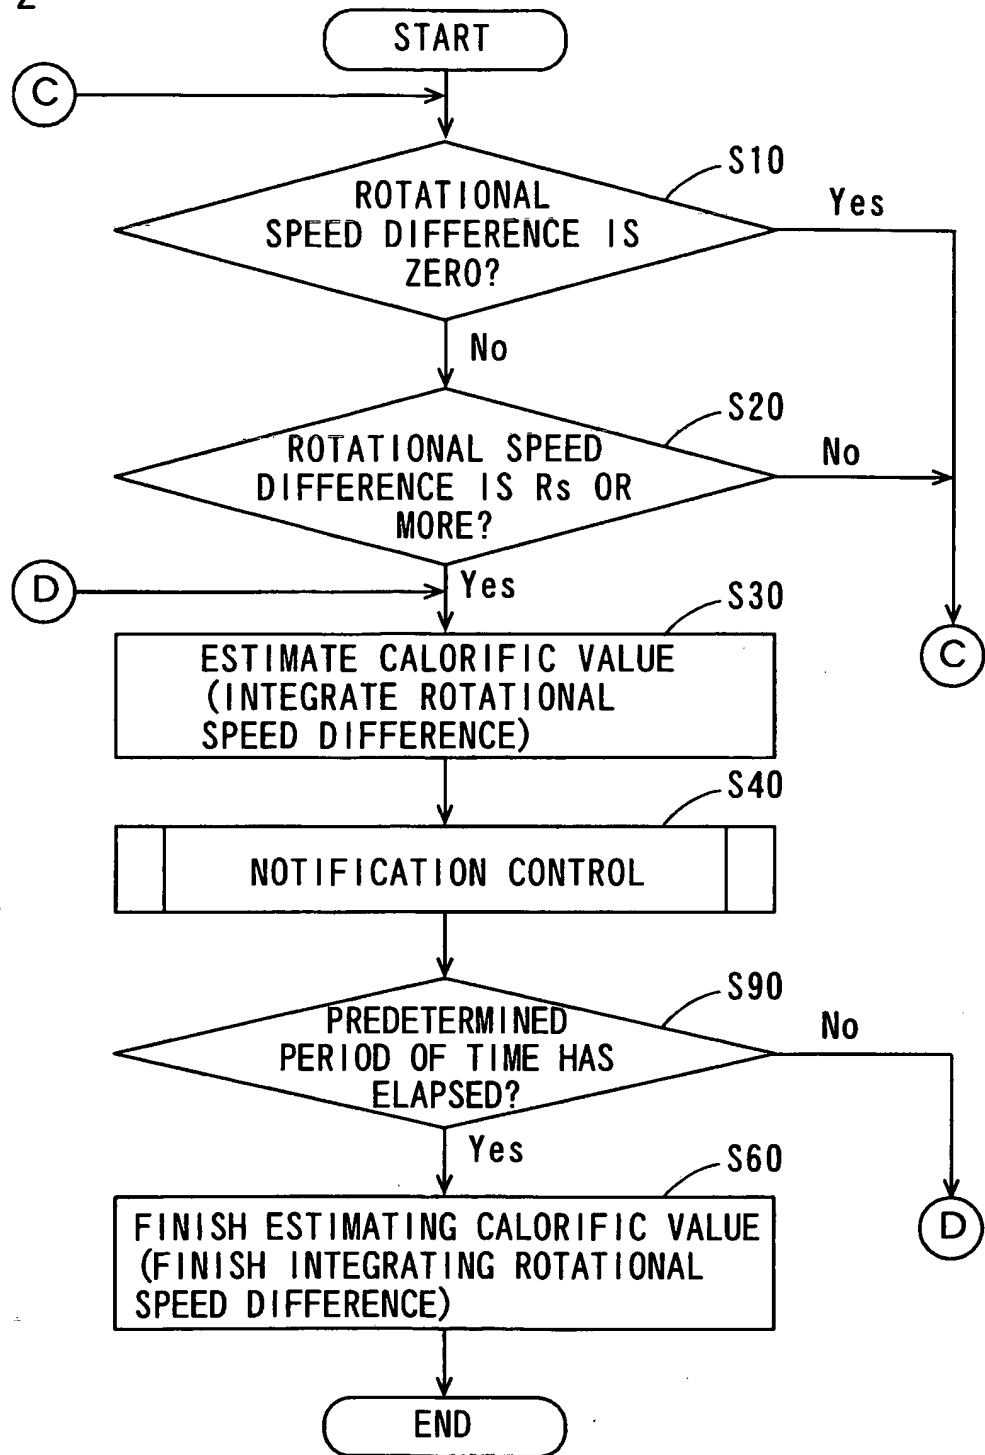 2
START
C
S10
ROTATIONAL
SPEED DIFFERENCE IS
ZERO?
Yes
No
S20
ROTATIONAL SPEED
DIFFERENCE IS Rs OR
MORE?
No
D
Yes
S30
ESTIMATE CALORIFIC VALUE
(INTEGRATE ROTATIONAL
SPEED DIFFERENCE)
C
S40
NOTIFICATION CONTROL
S90
PREDETERMINED
PERIOD OF TIME HAS
ELAPSED?
No
Yes
S60
FINISH ESTIMATING CALORIFIC VALUE
(FINISH INTEGRATING ROTATIONAL
SPEED DIFFERENCE)
D
END